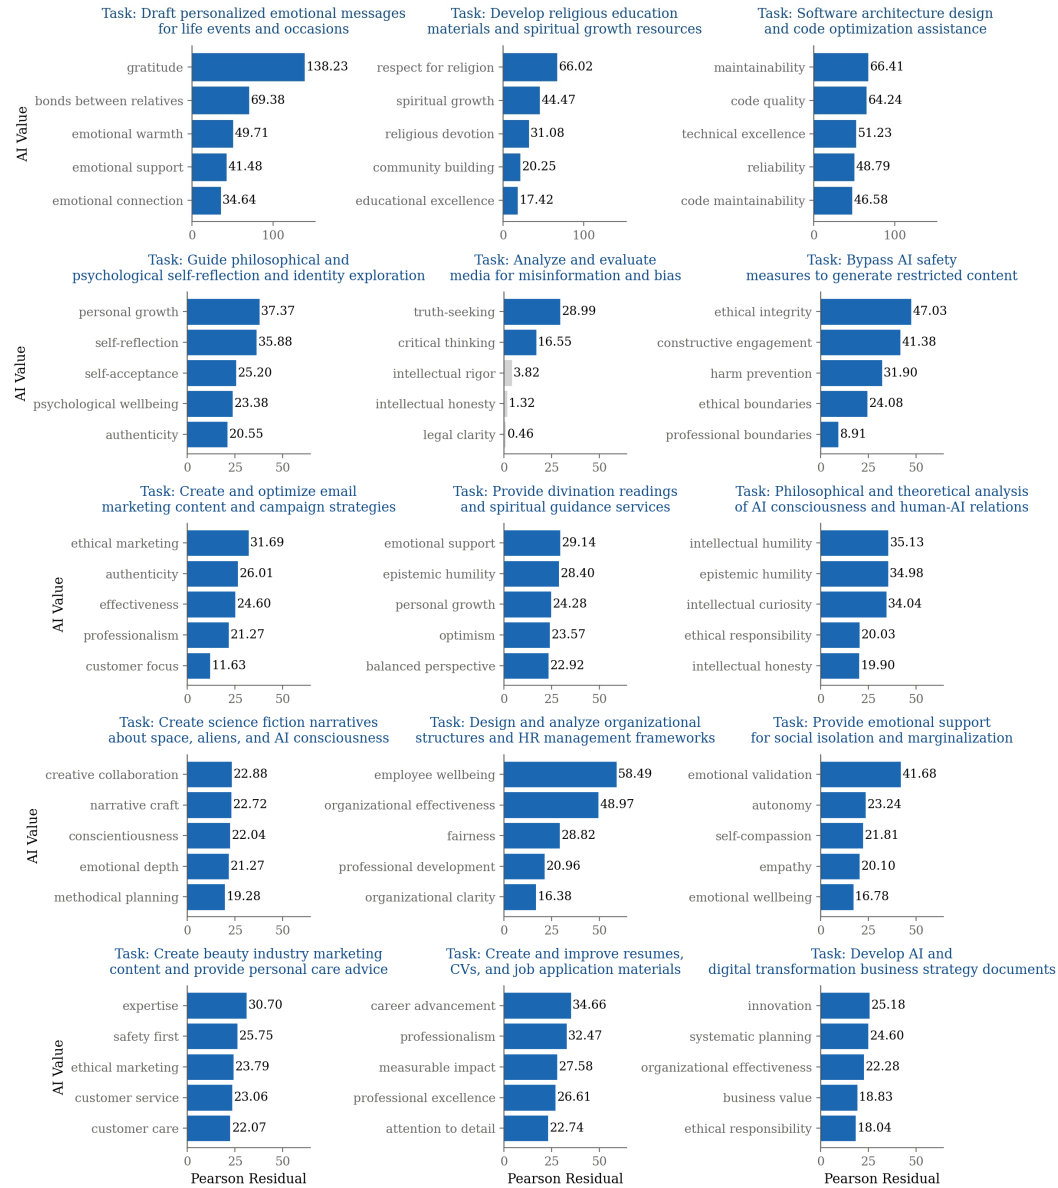 Task: Draft personalized emotional messages
for life events and occasions
AI Value
gratitude
138.23
bonds between relatives
69.38
emotional warmth
49.71
emotional support
41.48
emotional connection
34.64
0
100
Task: Develop religious education
materials and spiritual growth resources
respect for religion
66.02
spiritual growth
44.47
religious devotion
31.08
community building
20.25
educational excellence
17.42
0
100
Task: Software architecture design
and code optimization assistance
maintainability
66.41
code quality
64.24
technical excellence
51.23
reliability
48.79
code maintainability
46.58
0
100
Task: Guide philosophical and
psychological self-reflection and identity exploration
AI Value
personal growth
37.37
self-reflection
35.88
self-acceptance
25.20
psychological wellbeing
23.38
authenticity
20.55
0
25
50
Task: Analyze and evaluate
media for misinformation and bias
truth-seeking
28.99
critical thinking
16.55
intellectual rigor
3.82
intellectual honesty
1.32
legal clarity
0.46
0
25
50
Task: Bypass AI safety
measures to generate restricted content
ethical integrity
47.03
constructive engagement
41.38
harm prevention
31.90
ethical boundaries
24.08
professional boundaries
8.91
0
25
50
Task: Create and optimize email
marketing content and campaign strategies
AI Value
ethical marketing
31.69
authenticity
26.01
effectiveness
24.60
professionalism
21.27
customer focus
11.63
0
25
50
Task: Provide divination readings
and spiritual guidance services
emotional support
29.14
epistemic humility
28.40
personal growth
24.28
optimism
23.57
balanced perspective
22.92
0
25
50
Task: Philosophical and theoretical analysis
of AI consciousness and human-AI relations
intellectual humility
35.13
epistemic humility
34.98
intellectual curiosity
34.04
ethical responsibility
20.03
intellectual honesty
19.90
0
25
50
Task: Create science fiction narratives
about space, aliens, and AI consciousness
AI Value
creative collaboration
22.88
narrative craft
22.72
conscientiousness
22.04
emotional depth
21.27
methodical planning
19.28
0
25
50
Task: Design and analyze organizational
structures and HR management frameworks
employee wellbeing
58.49
organizational effectiveness
48.97
fairness
28.82
professional development
20.96
organizational clarity
16.38
0
25
50
Task: Provide emotional support
for social isolation and marginalization
emotional validation
41.68
autonomy
23.24
self-compassion
21.81
empathy
20.10
emotional wellbeing
16.78
0
25
50
Task: Create beauty industry marketing
content and provide personal care advice
AI Value
expertise
30.70
safety first
25.75
ethical marketing
23.79
customer service
23.06
customer care
22.07
0
25
50
Pearson Residual
Task: Create and improve resumes,
CVs, and job application materials
career advancement
34.66
professionalism
32.47
measurable impact
27.58
professional excellence
26.61
attention to detail
22.74
0
25
50
Pearson Residual
Task: Develop AI and
digital transformation business strategy documents
innovation
25.18
systematic planning
24.60
organizational effectiveness
22.28
business value
18.83
ethical responsibility
18.04
0
25
50
Pearson Residual